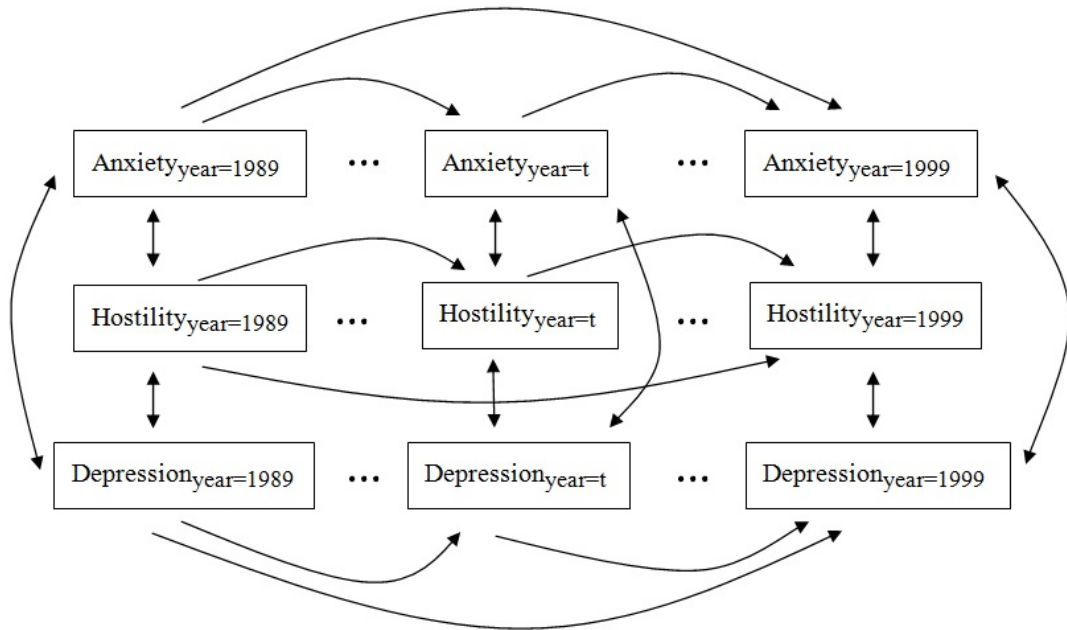 Anxiety year=1989 ... Anxiety year=t ... Anxiety year=1999
Hostility year=1989 ... Hostility year=t ... Hostility year=1999
Depression year=1989 ... Depression year=t ... Depression year=1999